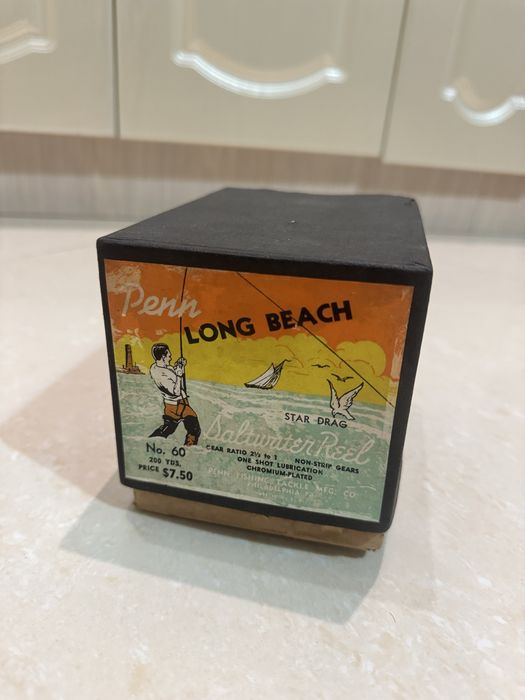 Penn
LONG BEACH
STAR DRAG
Saltwater Reel
No. 60
200 YDS.
PRICE $7.50
GEAR RATIO 2½ to 1 NON-STRIP GEARS
ONE SHOT LUBRICATION
CHROMIUM-PLATED
PENN FISHING TACKLE MFG. CO.
PHILADELPHIA